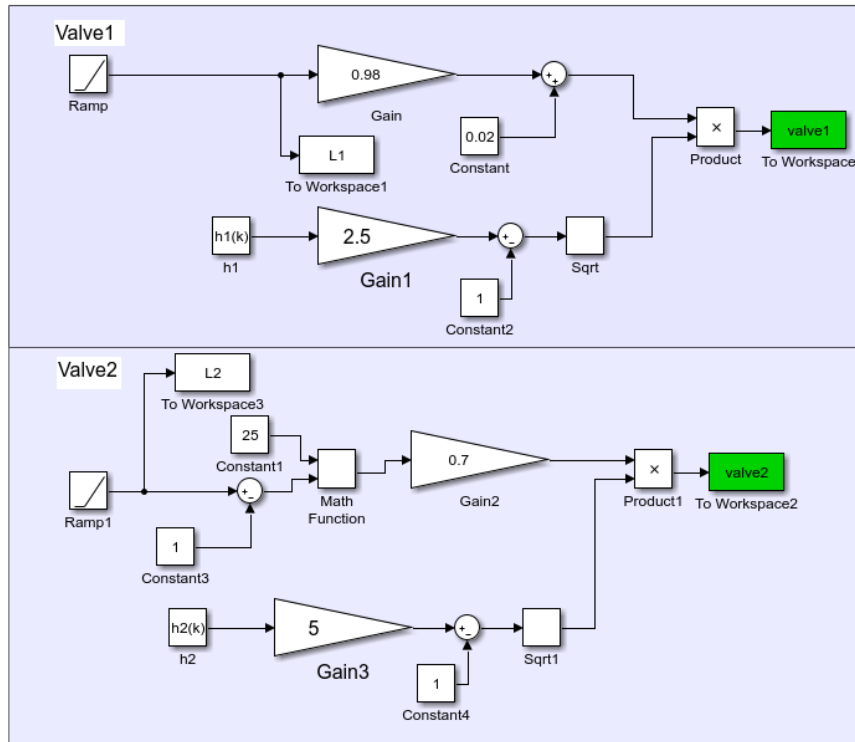 Valve1
Ramp
0.98
Gain
L1
To Workspace1
0.02
Constant
×
Product
valve1
To Workspace
h1(k)
h1
2.5
Gain1
Sqrt
1
Constant2
Valve2
L2
To Workspace3
25
Constant1
Ramp1
Math
Function
0.7
Gain2
×
Product1
valve2
To Workspace2
1
Constant3
h2(k)
h2
5
Gain3
Sqrt1
1
Constant4